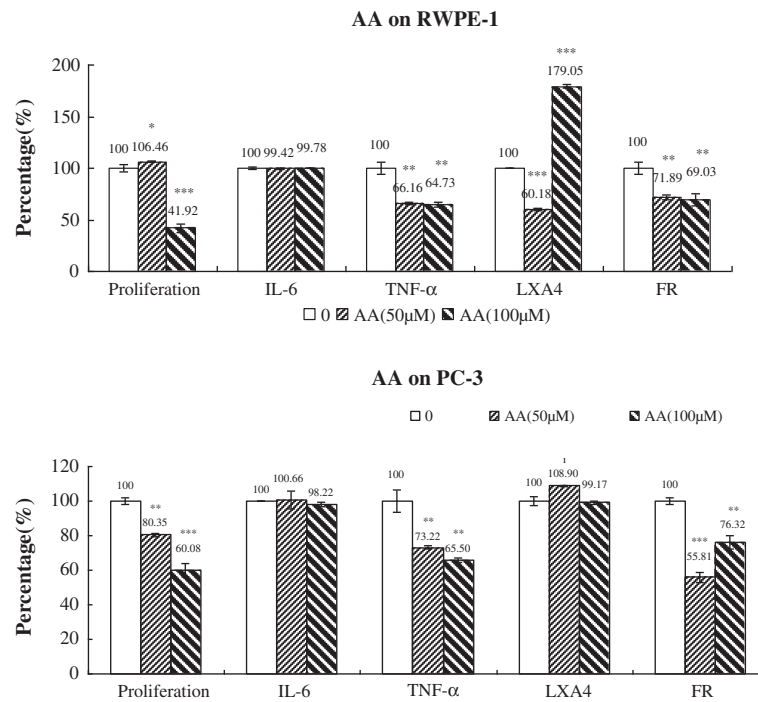 AA on RWPE-1
Percentage(%)
200
150
100
50
0
100 106.46 * 41.92 ***
100 99.42 99.78
100 66.16 ** 64.73 **
100 60.18 *** 179.05 ***
100 71.89 ** 69.03 **
Proliferation IL-6 TNF-α LXA4 FR
0 AA(50μM) AA(100μM)
AA on PC-3
0 AA(50μM) AA(100μM)
Percentage(%)
120
100
80
60
40
20
0
100 80.35 ** 60.08 ***
100 100.66 98.22
100 73.22 ** 65.50 **
100 108.90 99.17
100 55.81 *** 76.32 **
Proliferation IL-6 TNF-α LXA4 FR